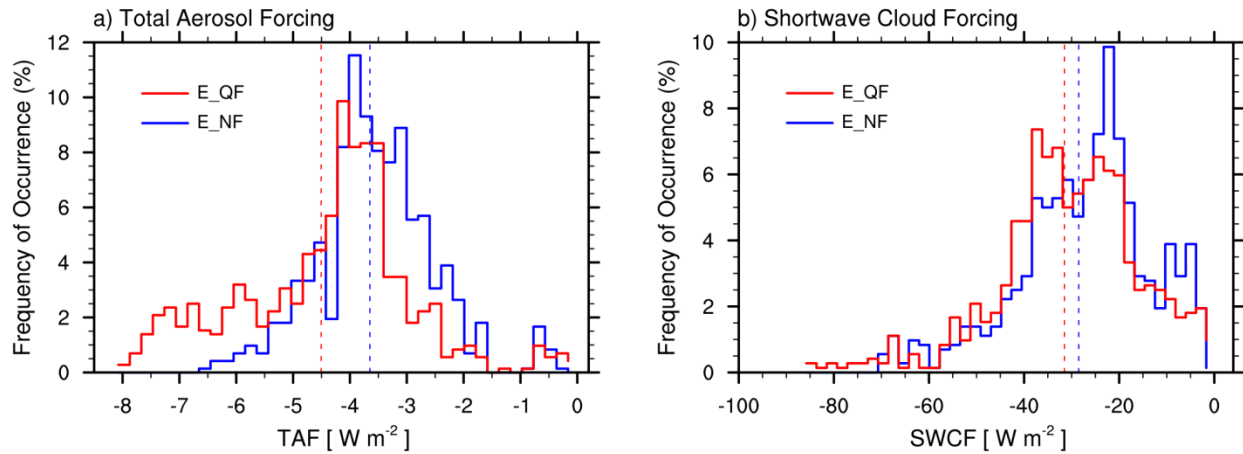 a) Total Aerosol Forcing
12
10
8
6
4
2
0
Frequency of Occurrence (%)
E_QF
E_NF
-8 -7 -6 -5 -4 -3 -2 -1 0
TAF [ W m-2 ]
b) Shortwave Cloud Forcing
10
8
6
4
2
0
Frequency of Occurrence (%)
E_QF
E_NF
-100 -80 -60 -40 -20 0
SWCF [ W m-2 ]